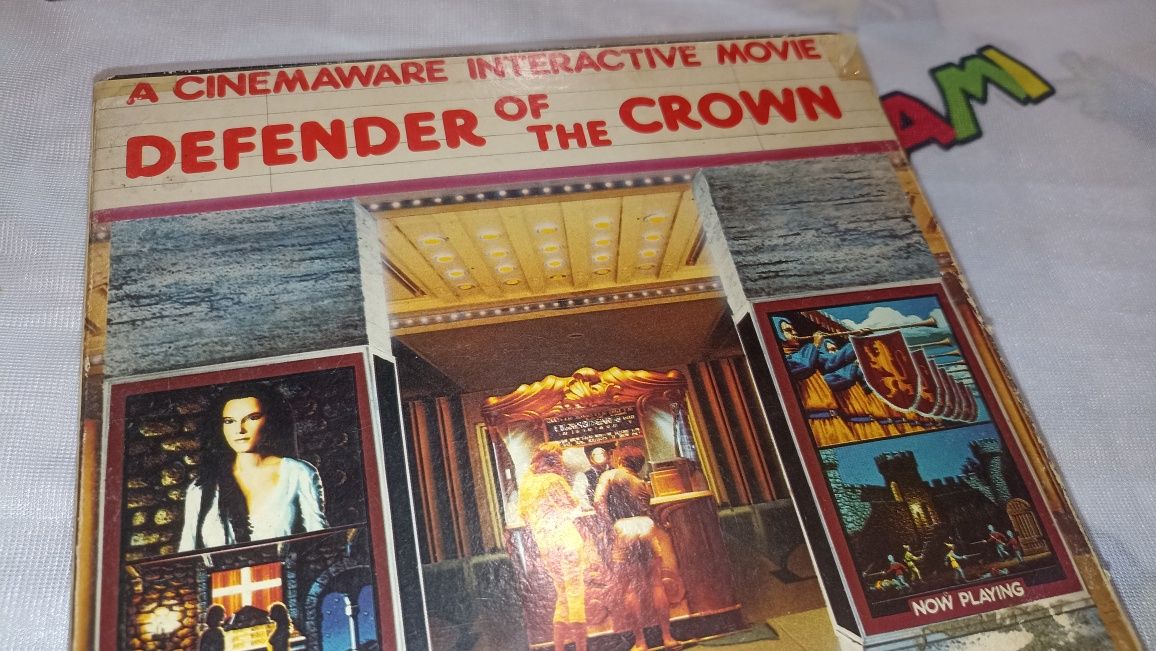 A CINEMAWARE INTERACTIVE MOVIE
DEFENDER OF THE CROWN
AMI
NOW PLAYING